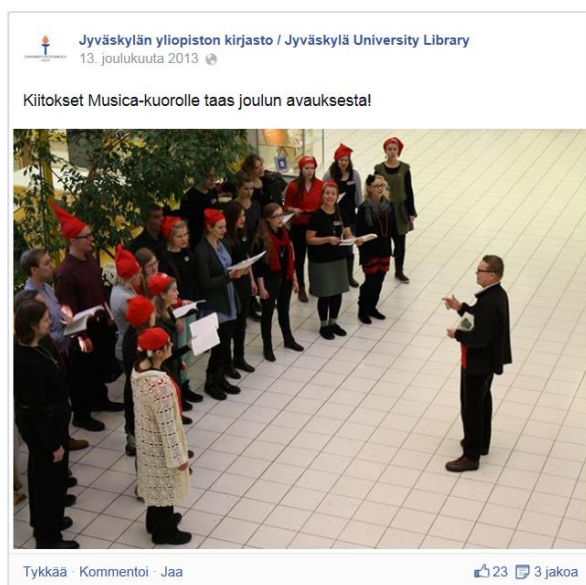 Jyväskylän yliopiston kirjasto / Jyväskylä University Library
13. joulukuuta 2013
Kiitokset Musica-kuorolle taas joulun avauksesta!
Tykkää · Kommentoi · Jaa
23 3 jakoa